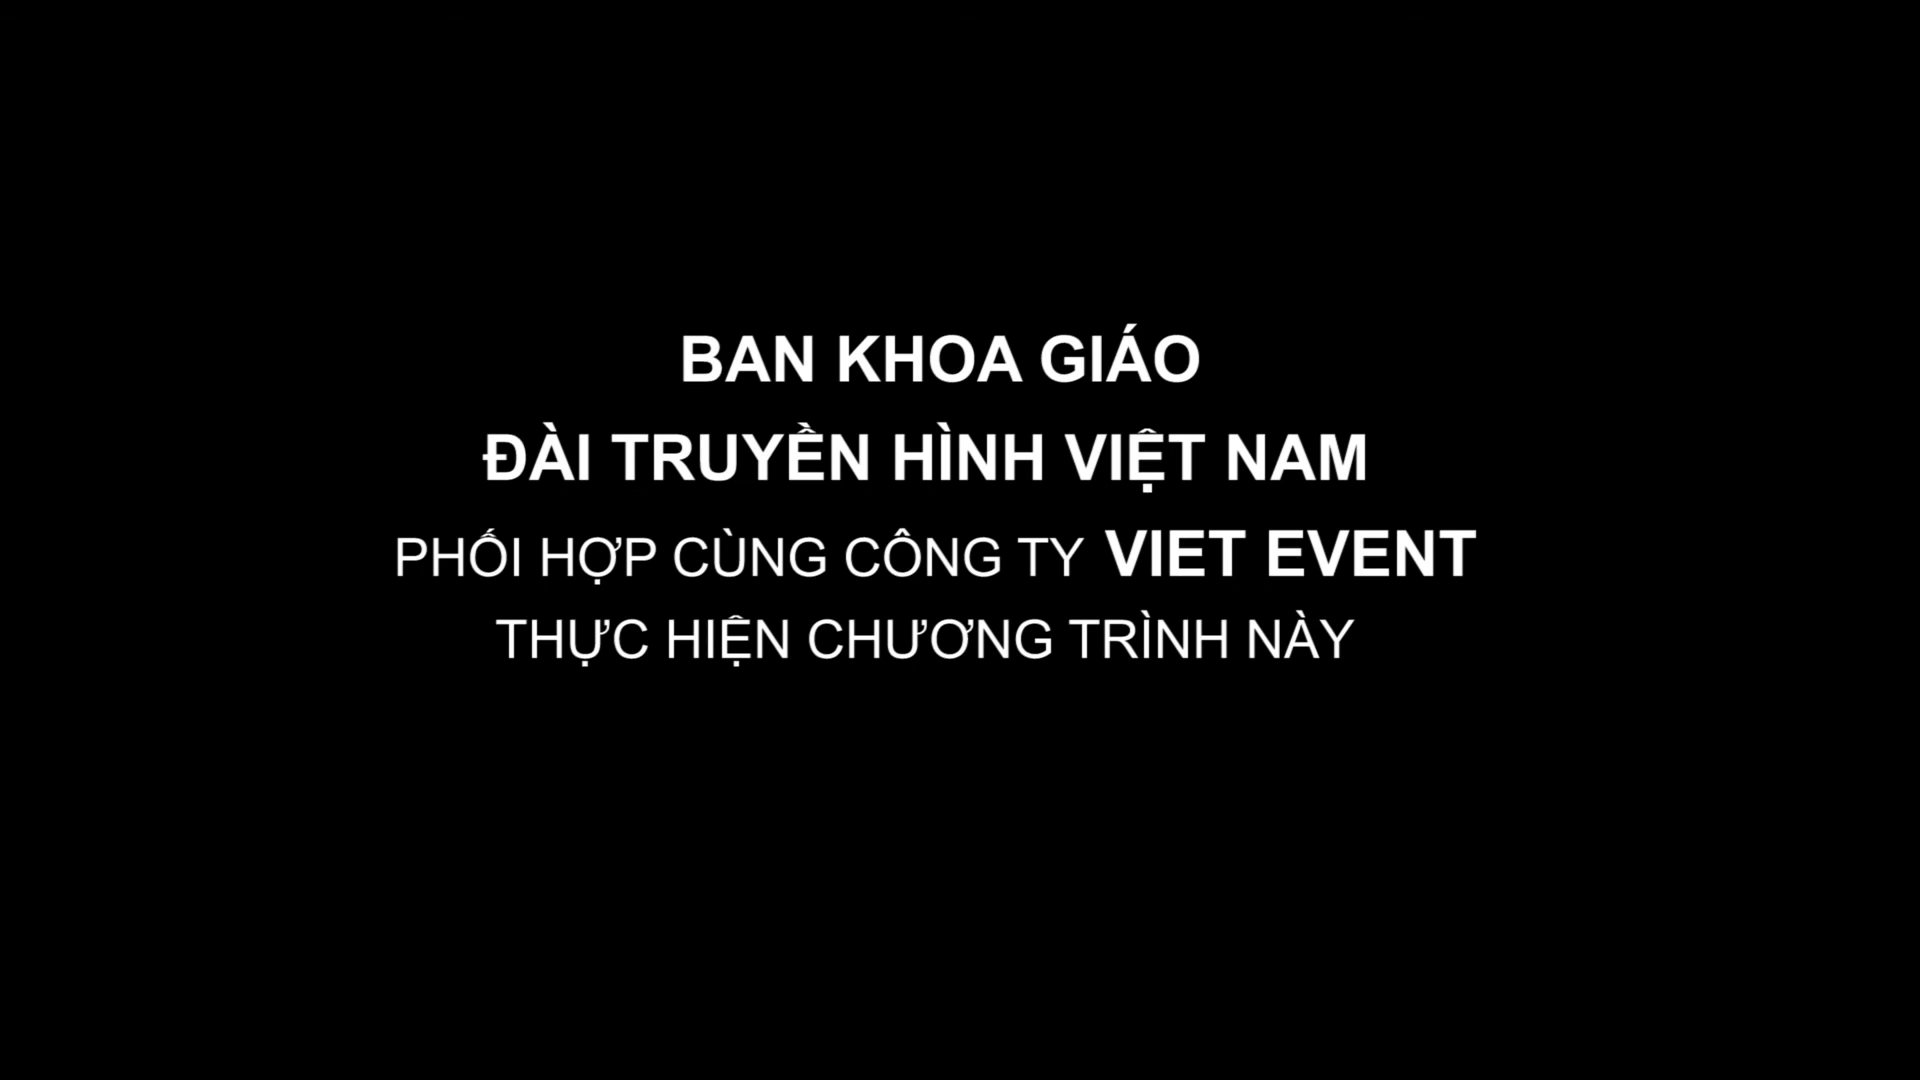 BAN KHOA GIÁO
ĐÀI TRUYỀN HÌNH VIỆT NAM
PHỐI HỢP CÙNG CÔNG TY VIET EVENT
THỰC HIỆN CHƯƠNG TRÌNH NÀY